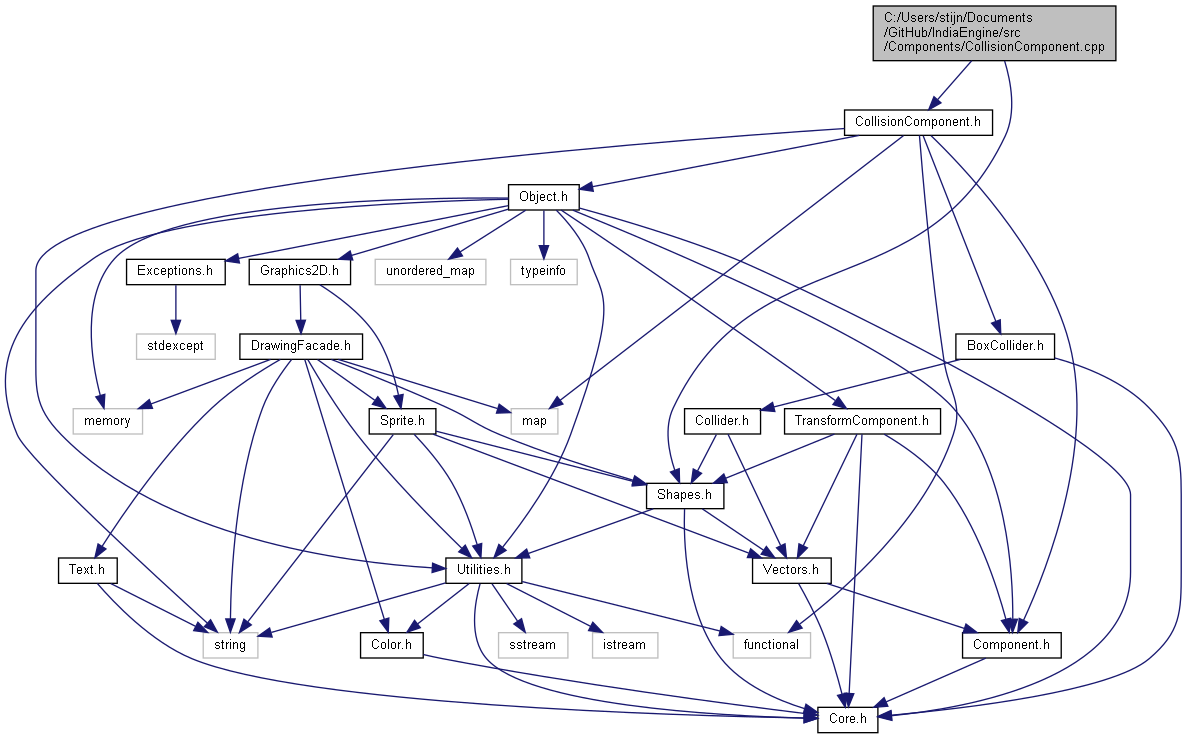 C:/Users/stijn/Documents
/GitHub/IndiaEngine/src
/Components/CollisionComponent.cpp
CollisionComponent.h
Object.h
Exceptions.h
Graphics2D.h
unordered_map
typeinfo
stdexcept
DrawingFacade.h
BoxCollider.h
memory
Sprite.h
map
Collider.h
TransformComponent.h
Shapes.h
Text.h
Utilities.h
Vectors.h
string
Color.h
sstream
istream
functional
Component.h
Core.h